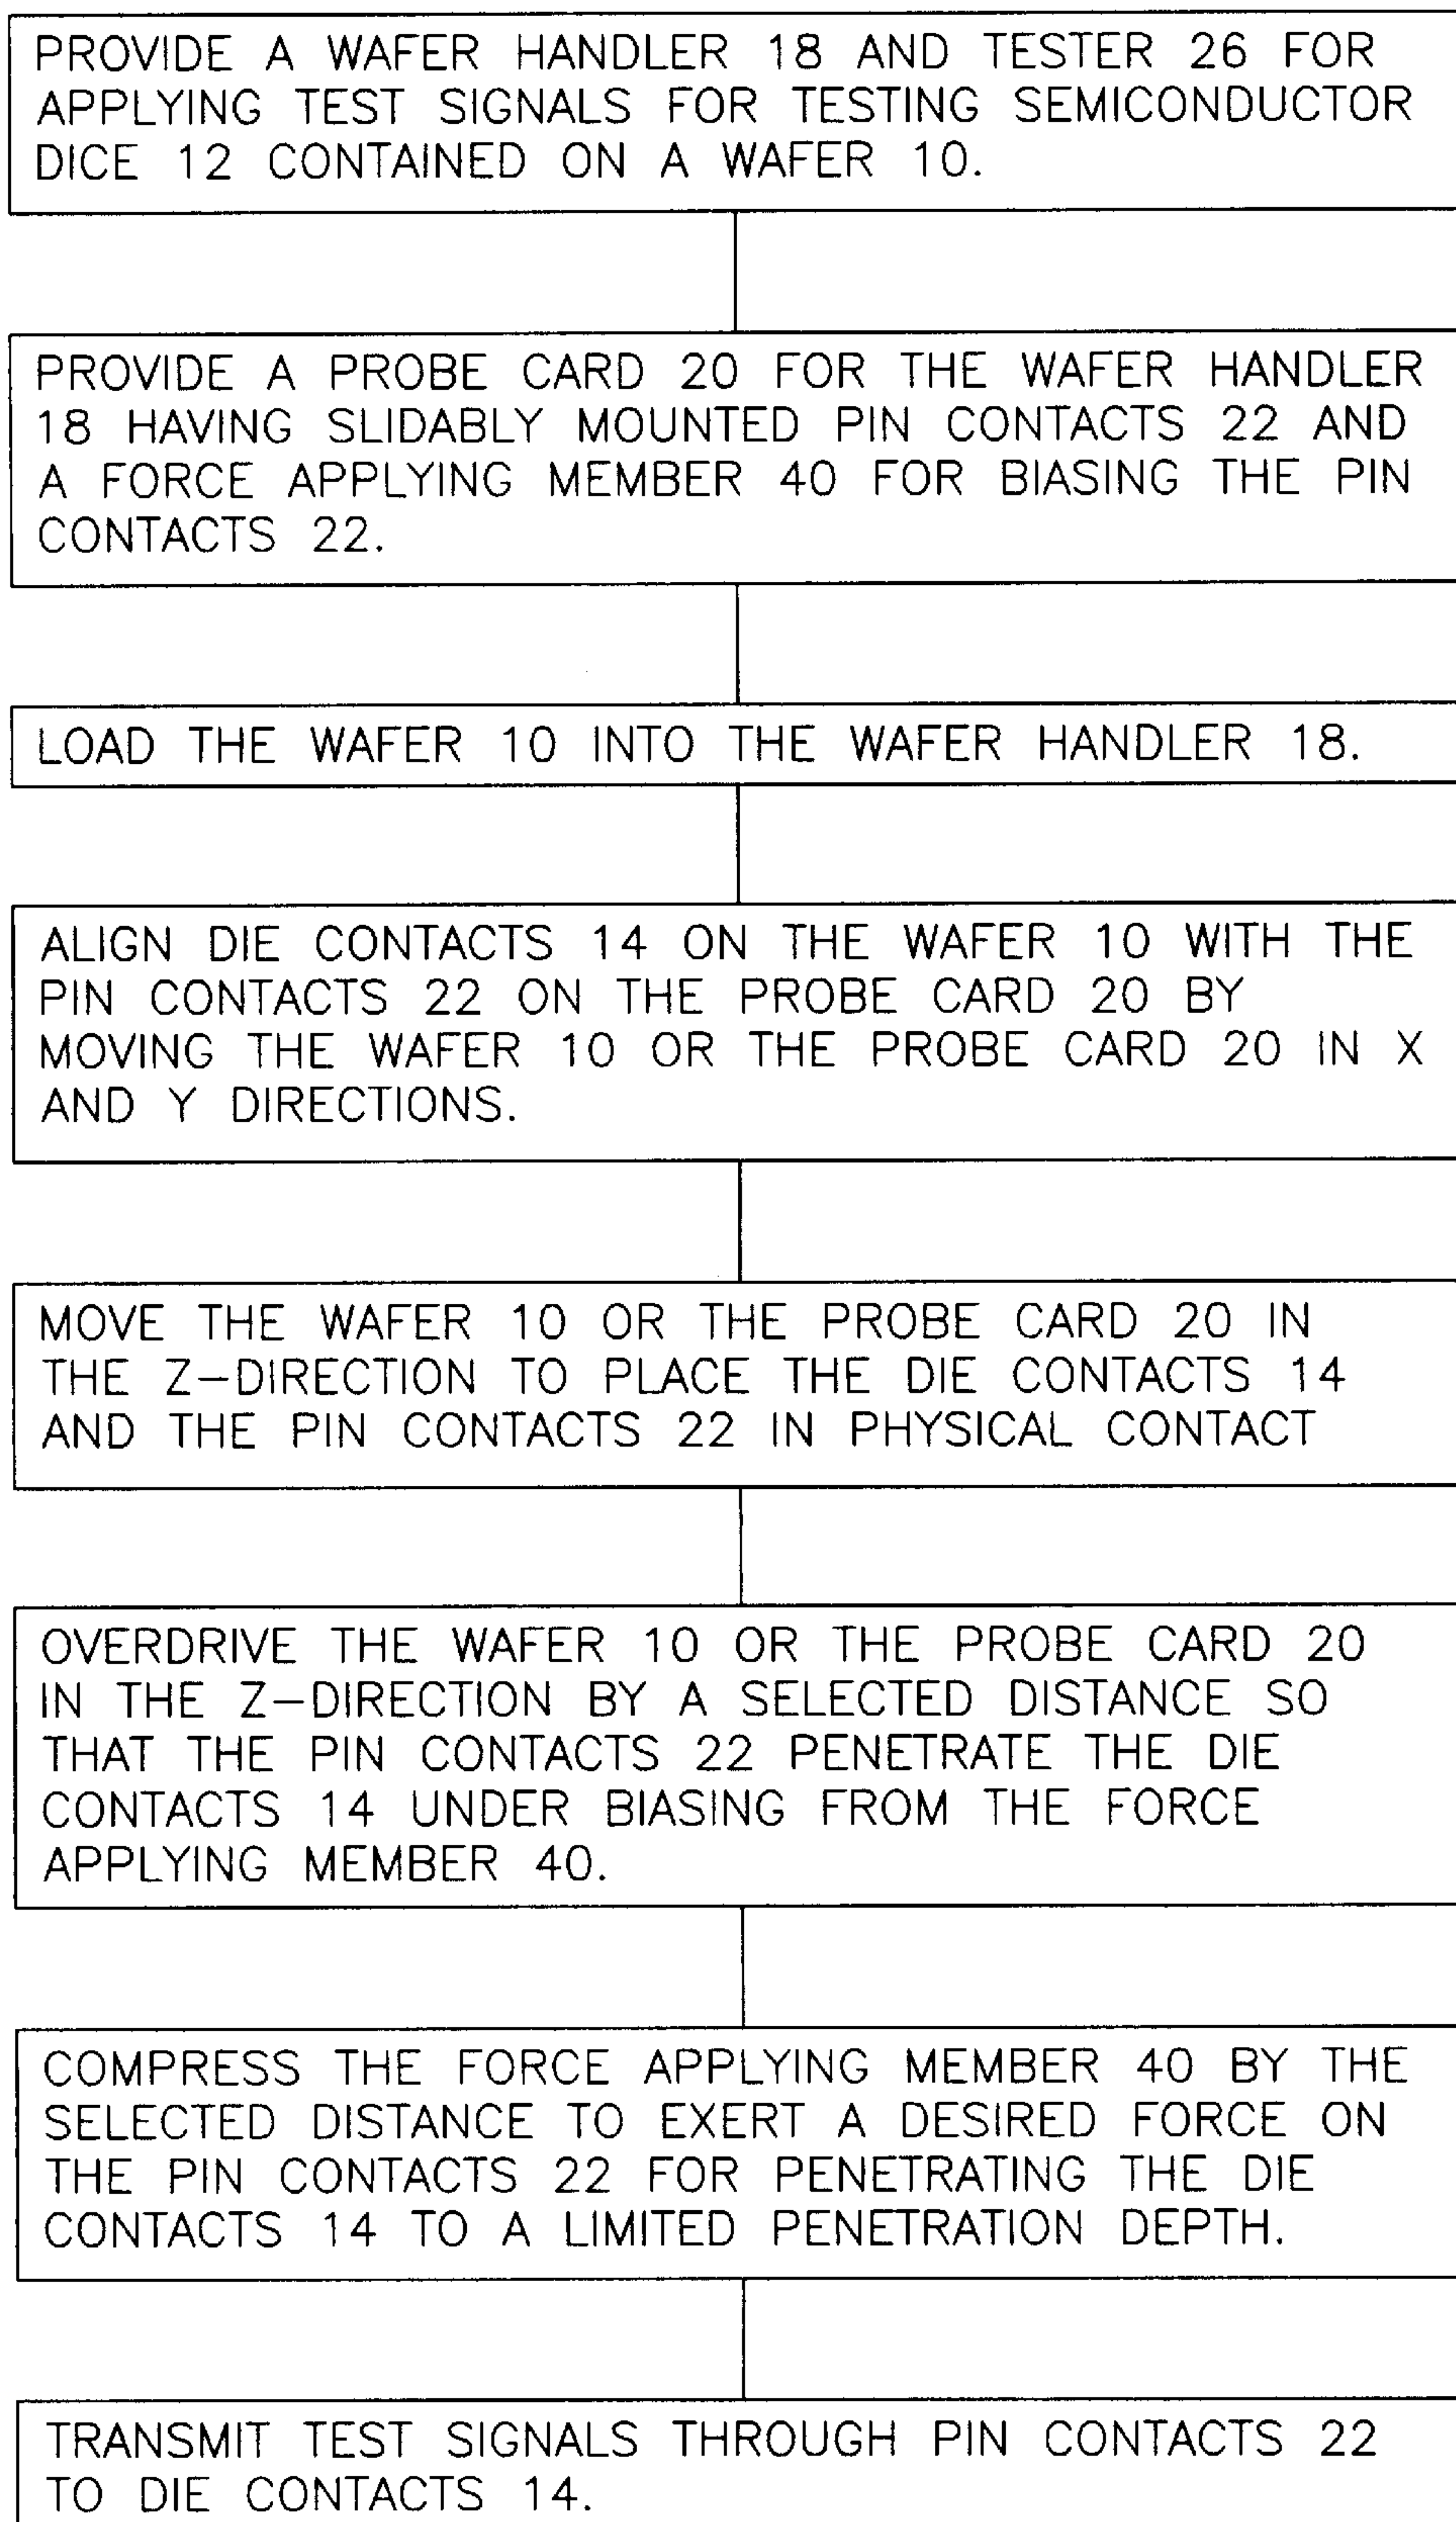 PROVIDE A WAFER HANDLER 18 AND TESTER 26 FOR
APPLYING TEST SIGNALS FOR TESTING SEMICONDUCTOR
DICE 12 CONTAINED ON A WAFER 10.
PROVIDE A PROBE CARD 20 FOR THE WAFER HANDLER
18 HAVING SLIDABLY MOUNTED PIN CONTACTS 22 AND
A FORCE APPLYING MEMBER 40 FOR BIASING THE PIN
CONTACTS 22.
LOAD THE WAFER 10 INTO THE WAFER HANDLER 18.
ALIGN DIE CONTACTS 14 ON THE WAFER 10 WITH THE
PIN CONTACTS 22 ON THE PROBE CARD 20 BY
MOVING THE WAFER 10 OR THE PROBE CARD 20 IN X
AND Y DIRECTIONS.
MOVE THE WAFER 10 OR THE PROBE CARD 20 IN
THE Z-DIRECTION TO PLACE THE DIE CONTACTS 14
AND THE PIN CONTACTS 22 IN PHYSICAL CONTACT
OVERDRIVE THE WAFER 10 OR THE PROBE CARD 20
IN THE Z-DIRECTION BY A SELECTED DISTANCE SO
THAT THE PIN CONTACTS 22 PENETRATE THE DIE
CONTACTS 14 UNDER BIASING FROM THE FORCE
APPLYING MEMBER 40.
COMPRESS THE FORCE APPLYING MEMBER 40 BY THE
SELECTED DISTANCE TO EXERT A DESIRED FORCE ON
THE PIN CONTACTS 22 FOR PENETRATING THE DIE
CONTACTS 14 TO A LIMITED PENETRATION DEPTH.
TRANSMIT TEST SIGNALS THROUGH PIN CONTACTS 22
TO DIE CONTACTS 14.